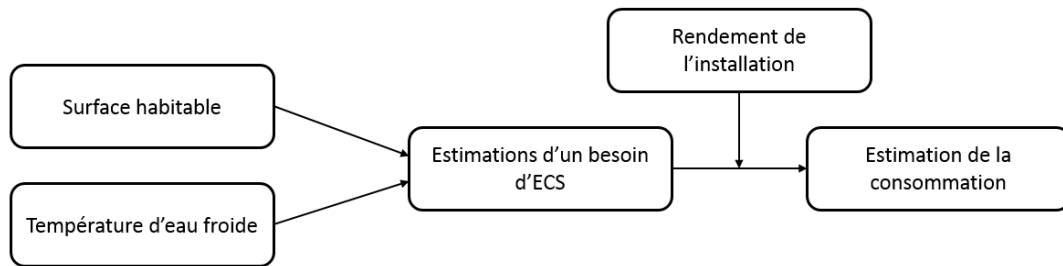 Rendement de
l'installation
Surface habitable
Estimations d'un besoin
d'ECS
Estimation de la
consommation
Température d'eau froide